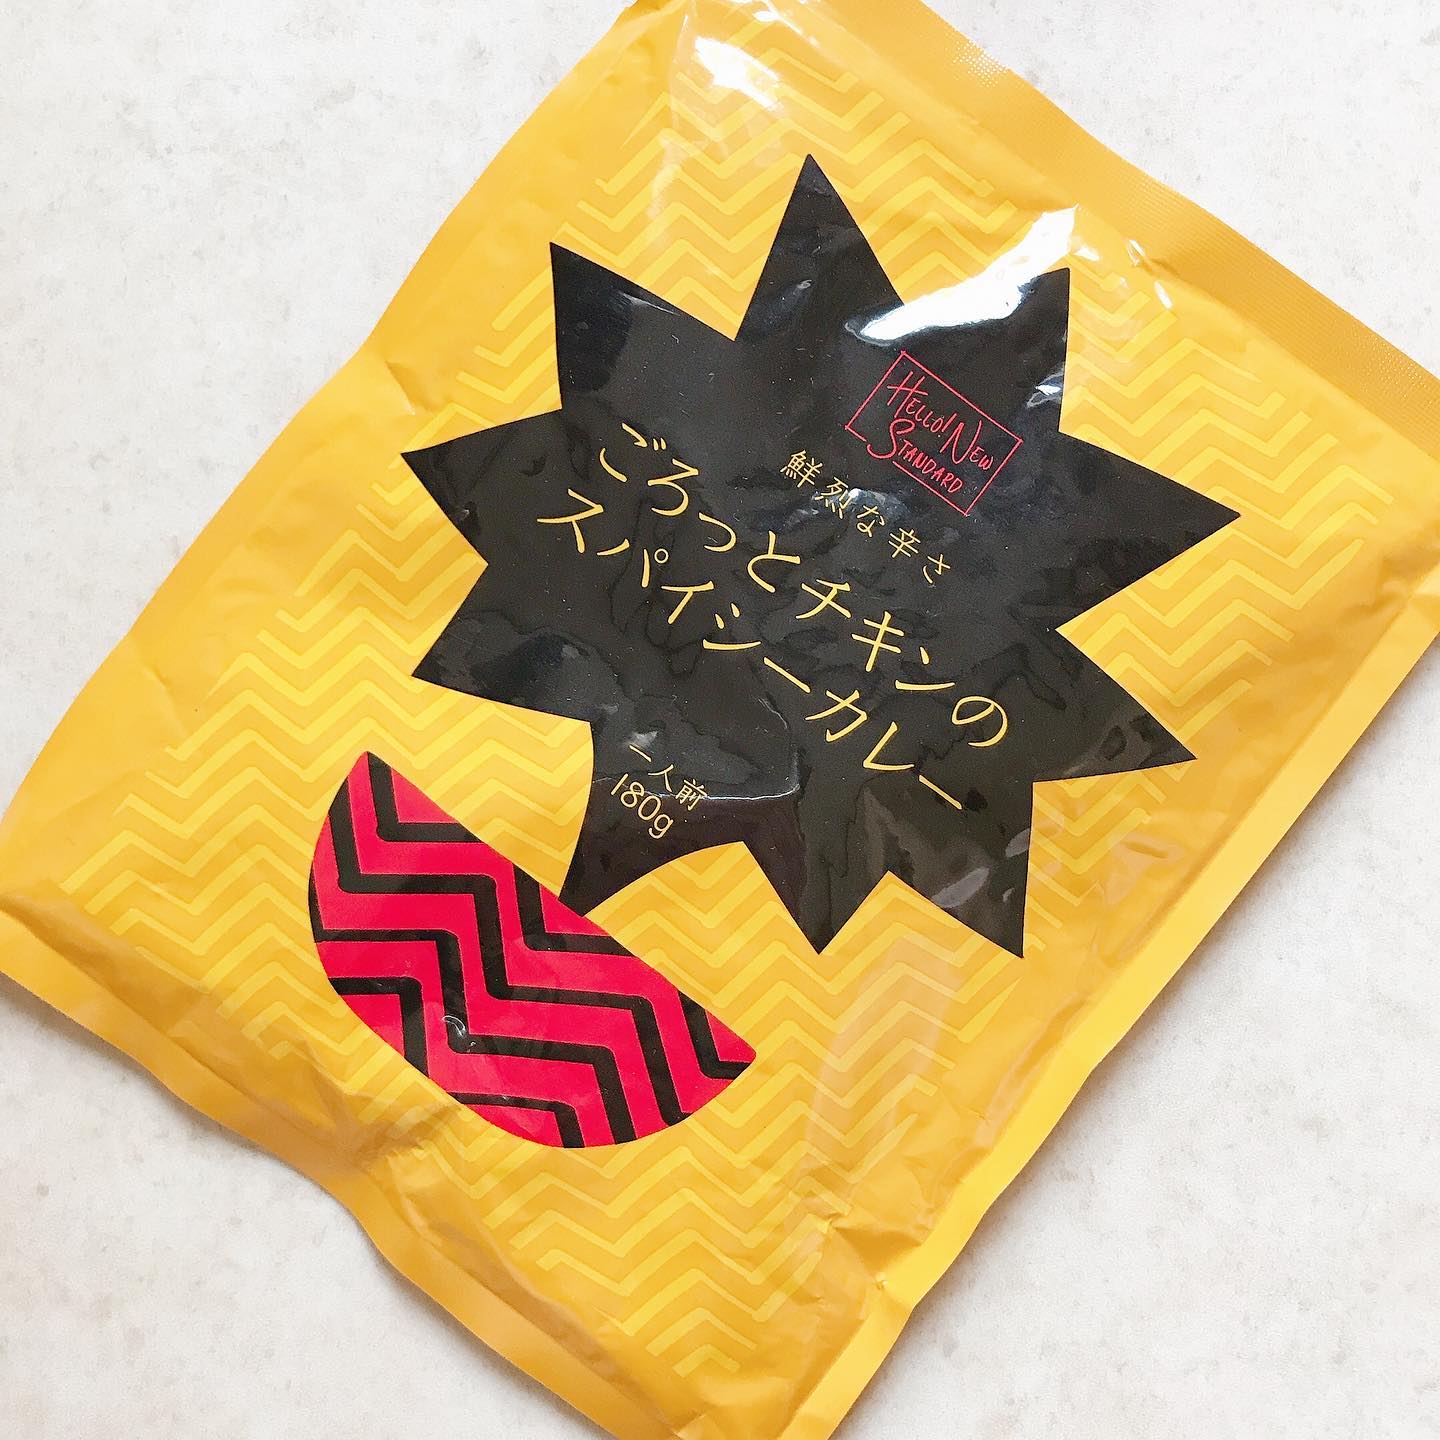 HELLO! NEW
STANDARD
鮮烈な辛さ
ごろっとチキンの
スパイシーカレー
一人前
180g